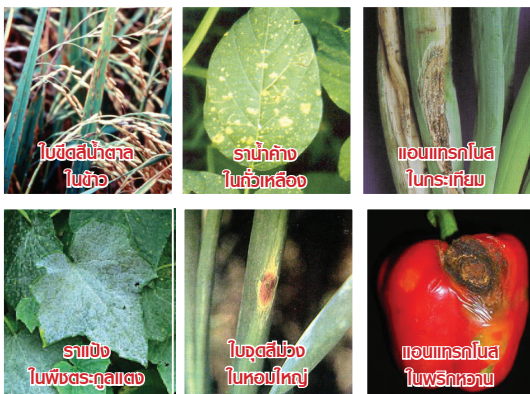 ใบขีดสีน้ำตาล
ในข้าว
ราน้ำค้าง
ในถั่วเหลือง
แอนแทรกโนส
ในกระเทียม
ราแป้ง
ในพืชตระกูลแตง
ใบจุดสีม่วง
ในหอมใหญ่
แอนแทรกโนส
ในพริกหวาน